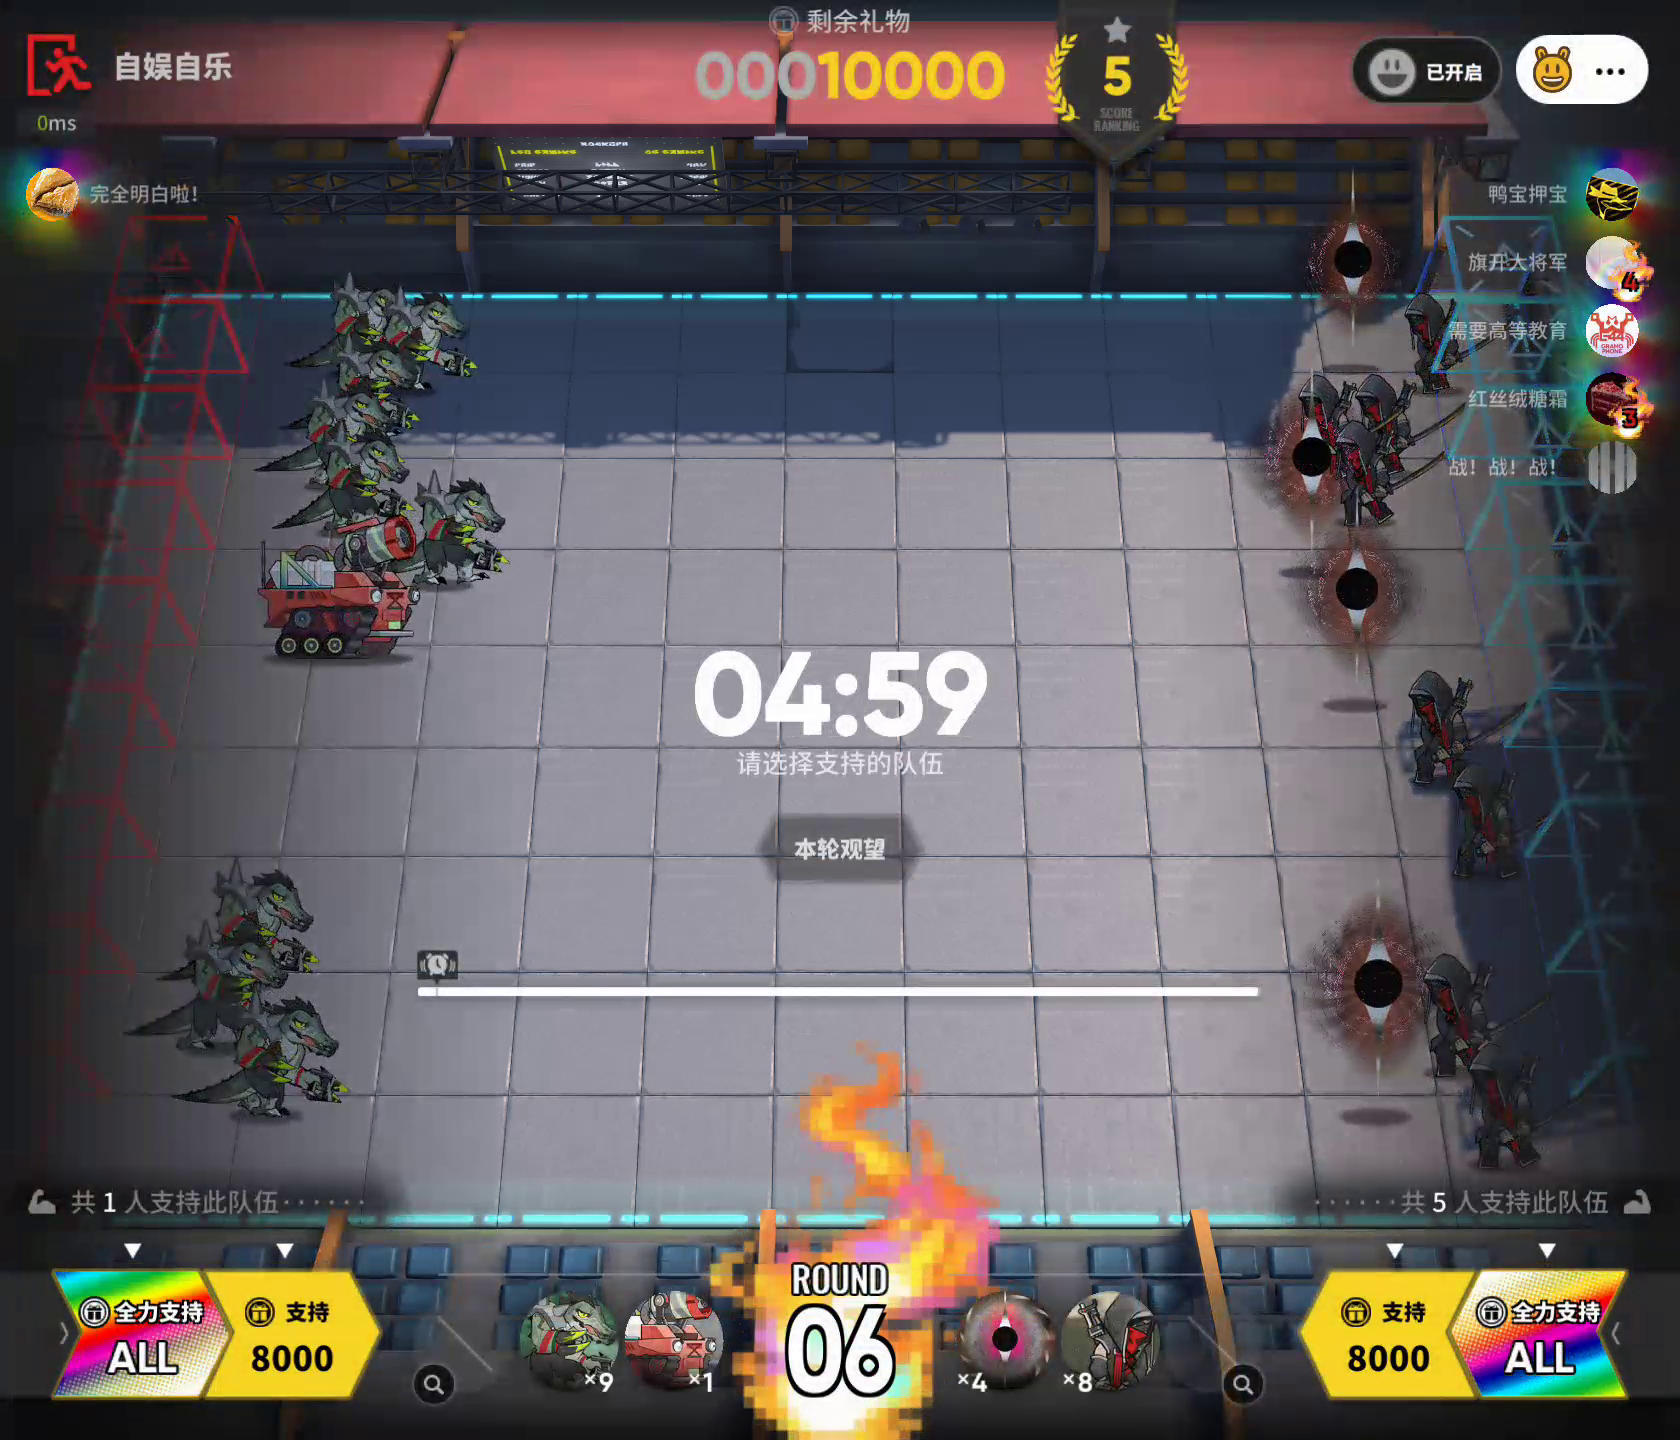 自娱自乐
0ms
剩余礼物
00010000
5
SCORE
RANKING
已开启
完全明白啦！
鸭宝押宝
旗开大将军
4
需要高等教育
红丝绒糖霜
3
战！战！战！
04:59
请选择支持的队伍
本轮观望
共 1 人支持此队伍······
······共 5 人支持此队伍
全力支持
ALL
支持
8000
×9
×1
ROUND
06
×4
×8
支持
8000
全力支持
ALL